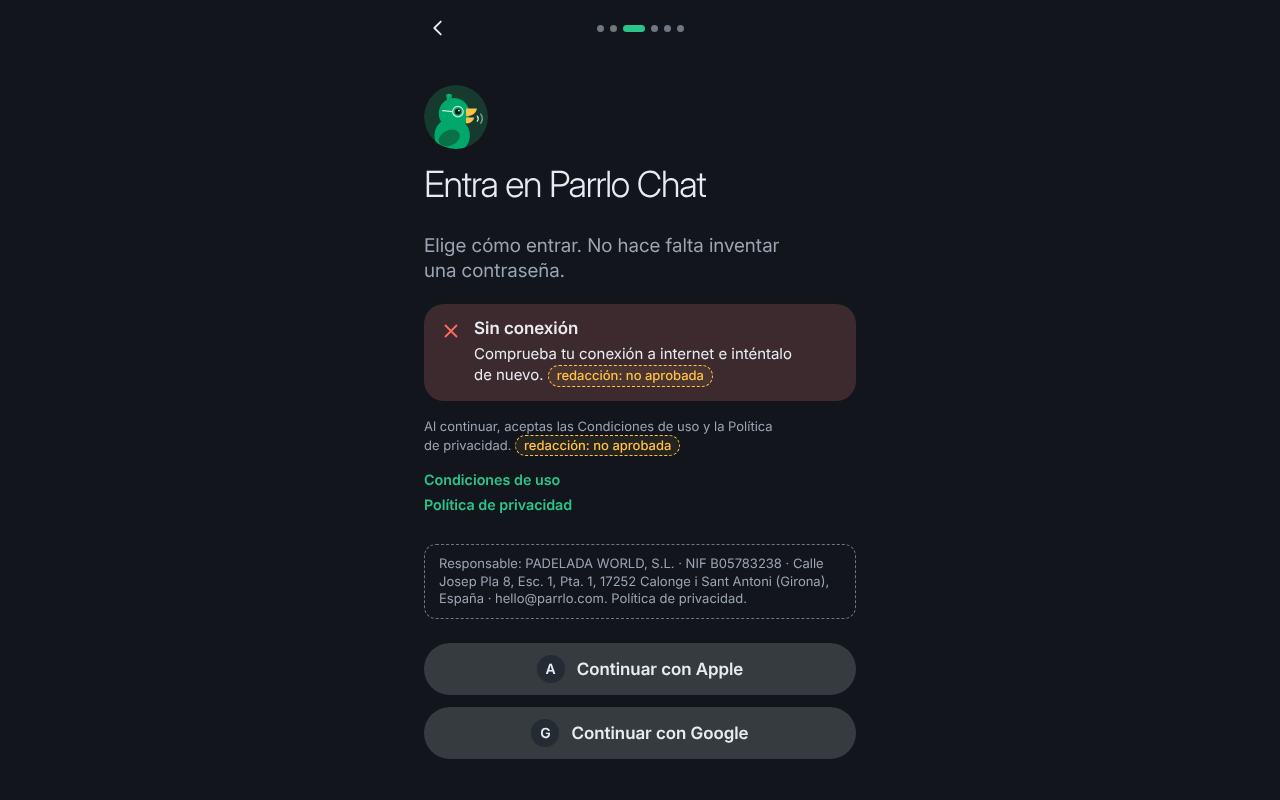 Entra en Parrlo Chat
Elige cómo entrar. No hace falta inventar
una contraseña.
Sin conexión
Comprueba tu conexión a internet e inténtalo
de nuevo. redacción: no aprobada
Al continuar, aceptas las Condiciones de uso y la Política
de privacidad. redacción: no aprobada
Condiciones de uso
Política de privacidad
Responsable: PADELADA WORLD, S.L. · NIF B05783238 · Calle
Josep Pla 8, Esc. 1, Pta. 1, 17252 Calonge i Sant Antoni (Girona),
España · hello@parrlo.com. Política de privacidad.
A Continuar con Apple
G Continuar con Google